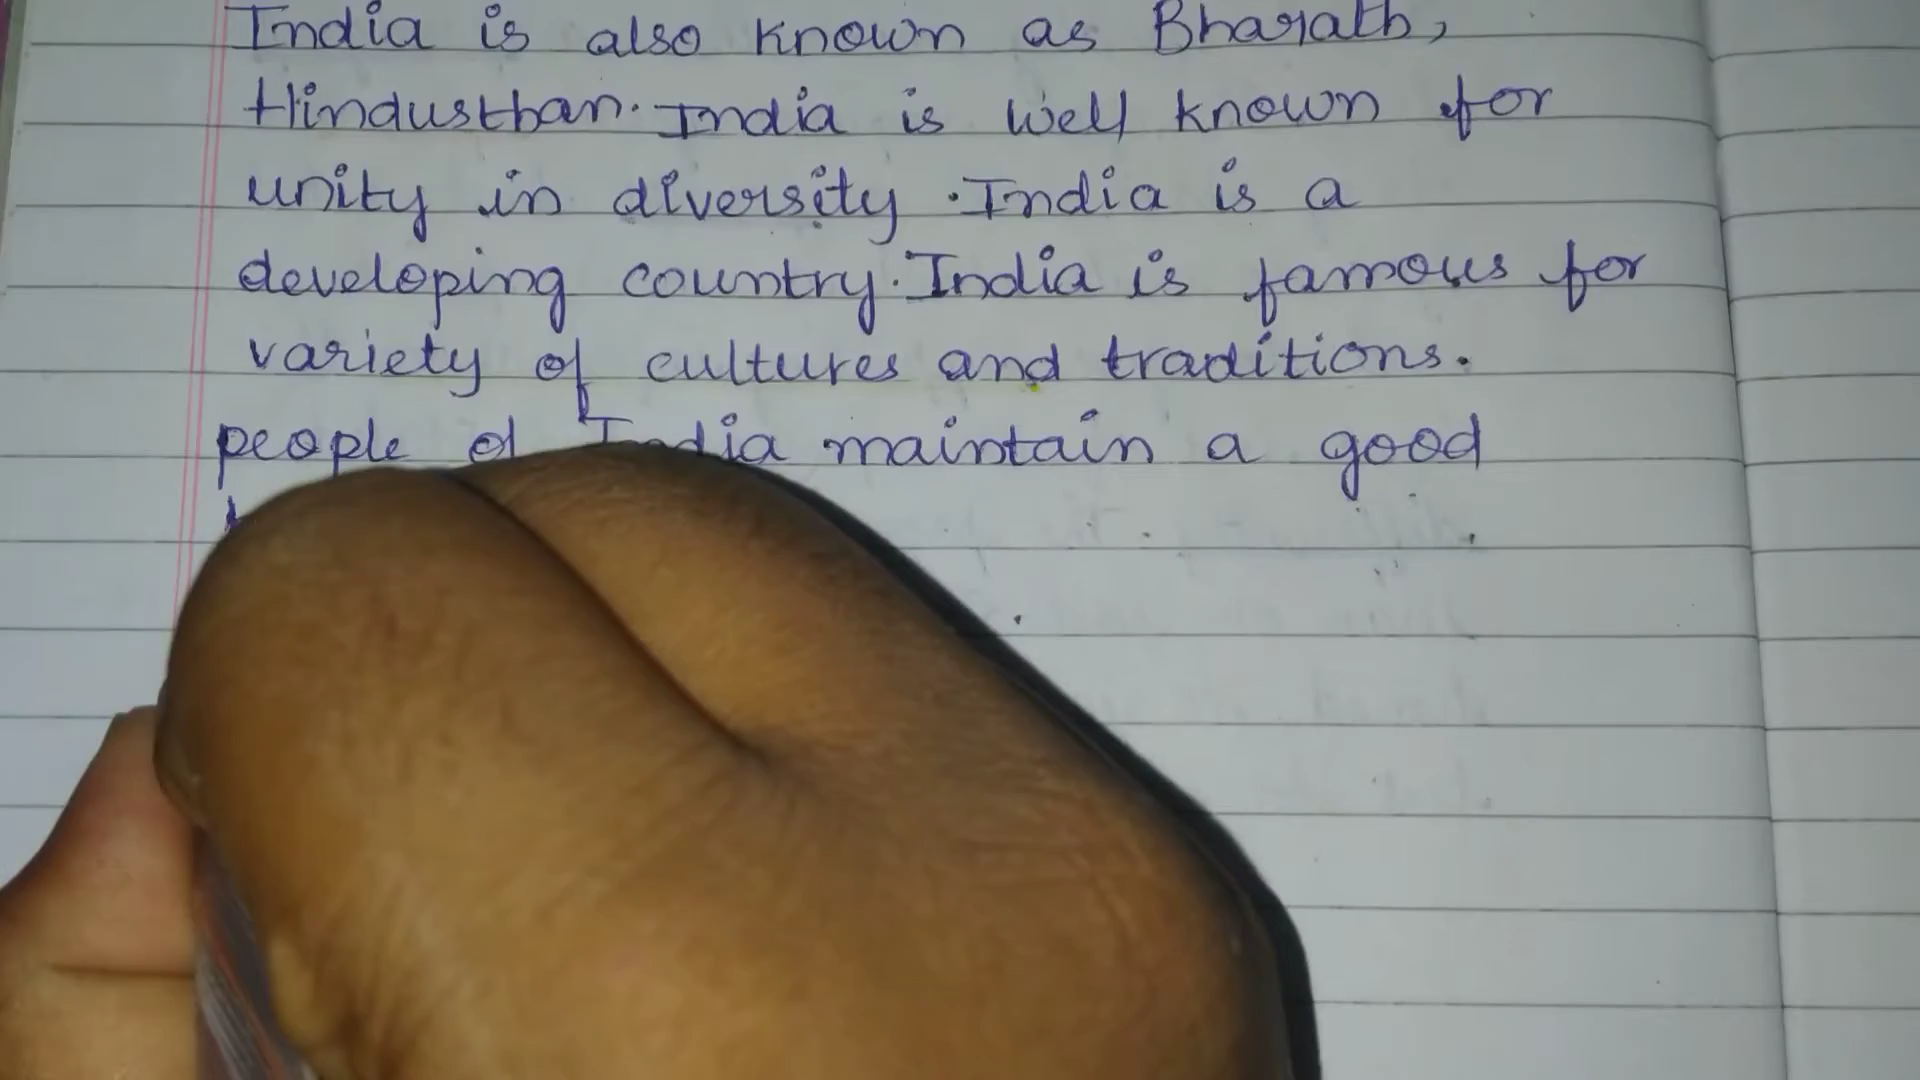 India is also known as Bharath,
Hindusthan. India is well known for
unity in diversity. India is a
developing country. India is famous for
variety of cultures and traditions.
people of India maintain a good